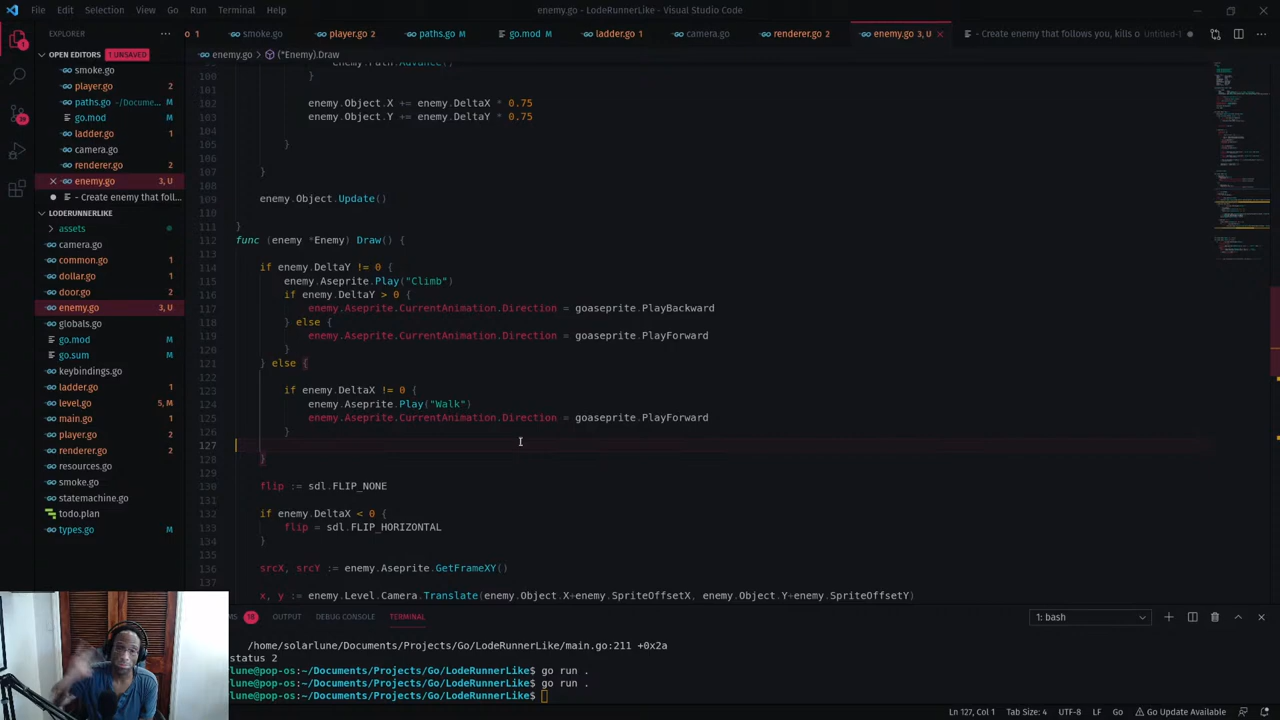 File Edit Selection View Go Run Terminal Help
enemy.go - LodeRunnerLike - Visual Studio Code
EXPLORER
1 smoke.go player.go 2 paths.go M go.mod ladder.go 1 camera.go renderer.go 2 enemy.go 3, U - Create enemy that follows you, kills o Untitled-1
OPEN EDITORS 1 UNSAVED
enemy.go > (*Enemy).Draw
smoke.go
player.go 2
paths.go ~/Docume... M
go.mod
ladder.go 1
camera.go
renderer.go 2
enemy.go 3, U
- Create enemy that foll...
LODERUNNERLIKE
assets
camera.go
common.go
dollar.go
door.go
enemy.go 3, U
globals.go
go.mod
go.sum
keybindings.go
ladder.go 1
level.go 5, M
main.go
player.go 2
renderer.go 2
resources.go
smoke.go
statemachine.go
todo.plan
types.go M
100 }
101
102 enemy.Object.X += enemy.DeltaX * 0.75
103 enemy.Object.Y += enemy.DeltaY * 0.75
104
105 }
106
107 }
108
109 enemy.Object.Update()
110
111 }
112 func (enemy *Enemy) Draw() {
113
114 if enemy.DeltaY != 0 {
115 enemy.Aseprite.Play("Climb")
116 if enemy.DeltaY > 0 {
117 enemy.Aseprite.CurrentAnimation.Direction = goaseprite.PlayBackward
118 } else {
119 enemy.Aseprite.CurrentAnimation.Direction = goaseprite.PlayForward
120 }
121 } else {
122
123 if enemy.DeltaX != 0 {
124 enemy.Aseprite.Play("Walk")
125 enemy.Aseprite.CurrentAnimation.Direction = goaseprite.PlayForward
126 }
127
128 }
129
130 flip := sdl.FLIP_NONE
131
132 if enemy.DeltaX < 0 {
133 flip = sdl.FLIP_HORIZONTAL
134 }
135
136 srcX, srcY := enemy.Aseprite.GetFrameXY()
137
x, y := enemy.Level.Camera.Translate(enemy.Object.X+enemy.SpriteOffsetX, enemy.Object.Y+enemy.SpriteOffsetY)
MS 18 OUTPUT DEBUG CONSOLE TERMINAL
1: bash
/home/solarlune/Documents/Projects/Go/LodeRunnerLike/main.go:211 +0x2a
status 2
lune@pop-os:~/Documents/Projects/Go/LodeRunnerLike$ go run .
lune@pop-os:~/Documents/Projects/Go/LodeRunnerLike$ go run .
lune@pop-os:~/Documents/Projects/Go/LodeRunnerLike$
Ln 127, Col 1 Tab Size: 4 UTF-8 LF Go Go Update Available